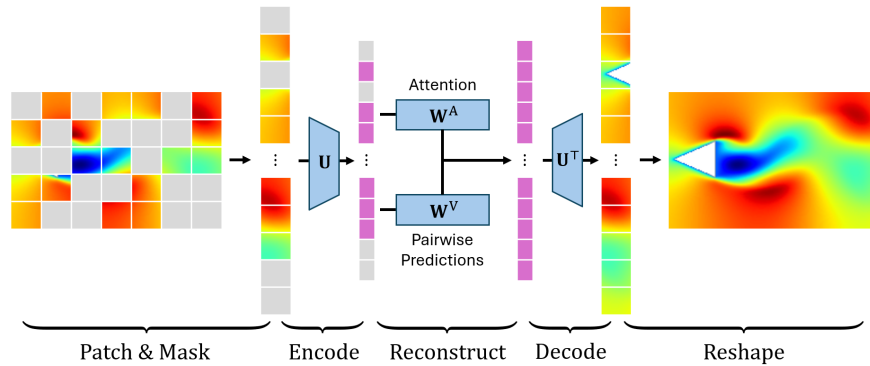 Attention
W^A
U
⋮
⋮
⋮
U^⊤
⋮
W^V
Pairwise
Predictions
Patch & Mask
Encode
Reconstruct
Decode
Reshape